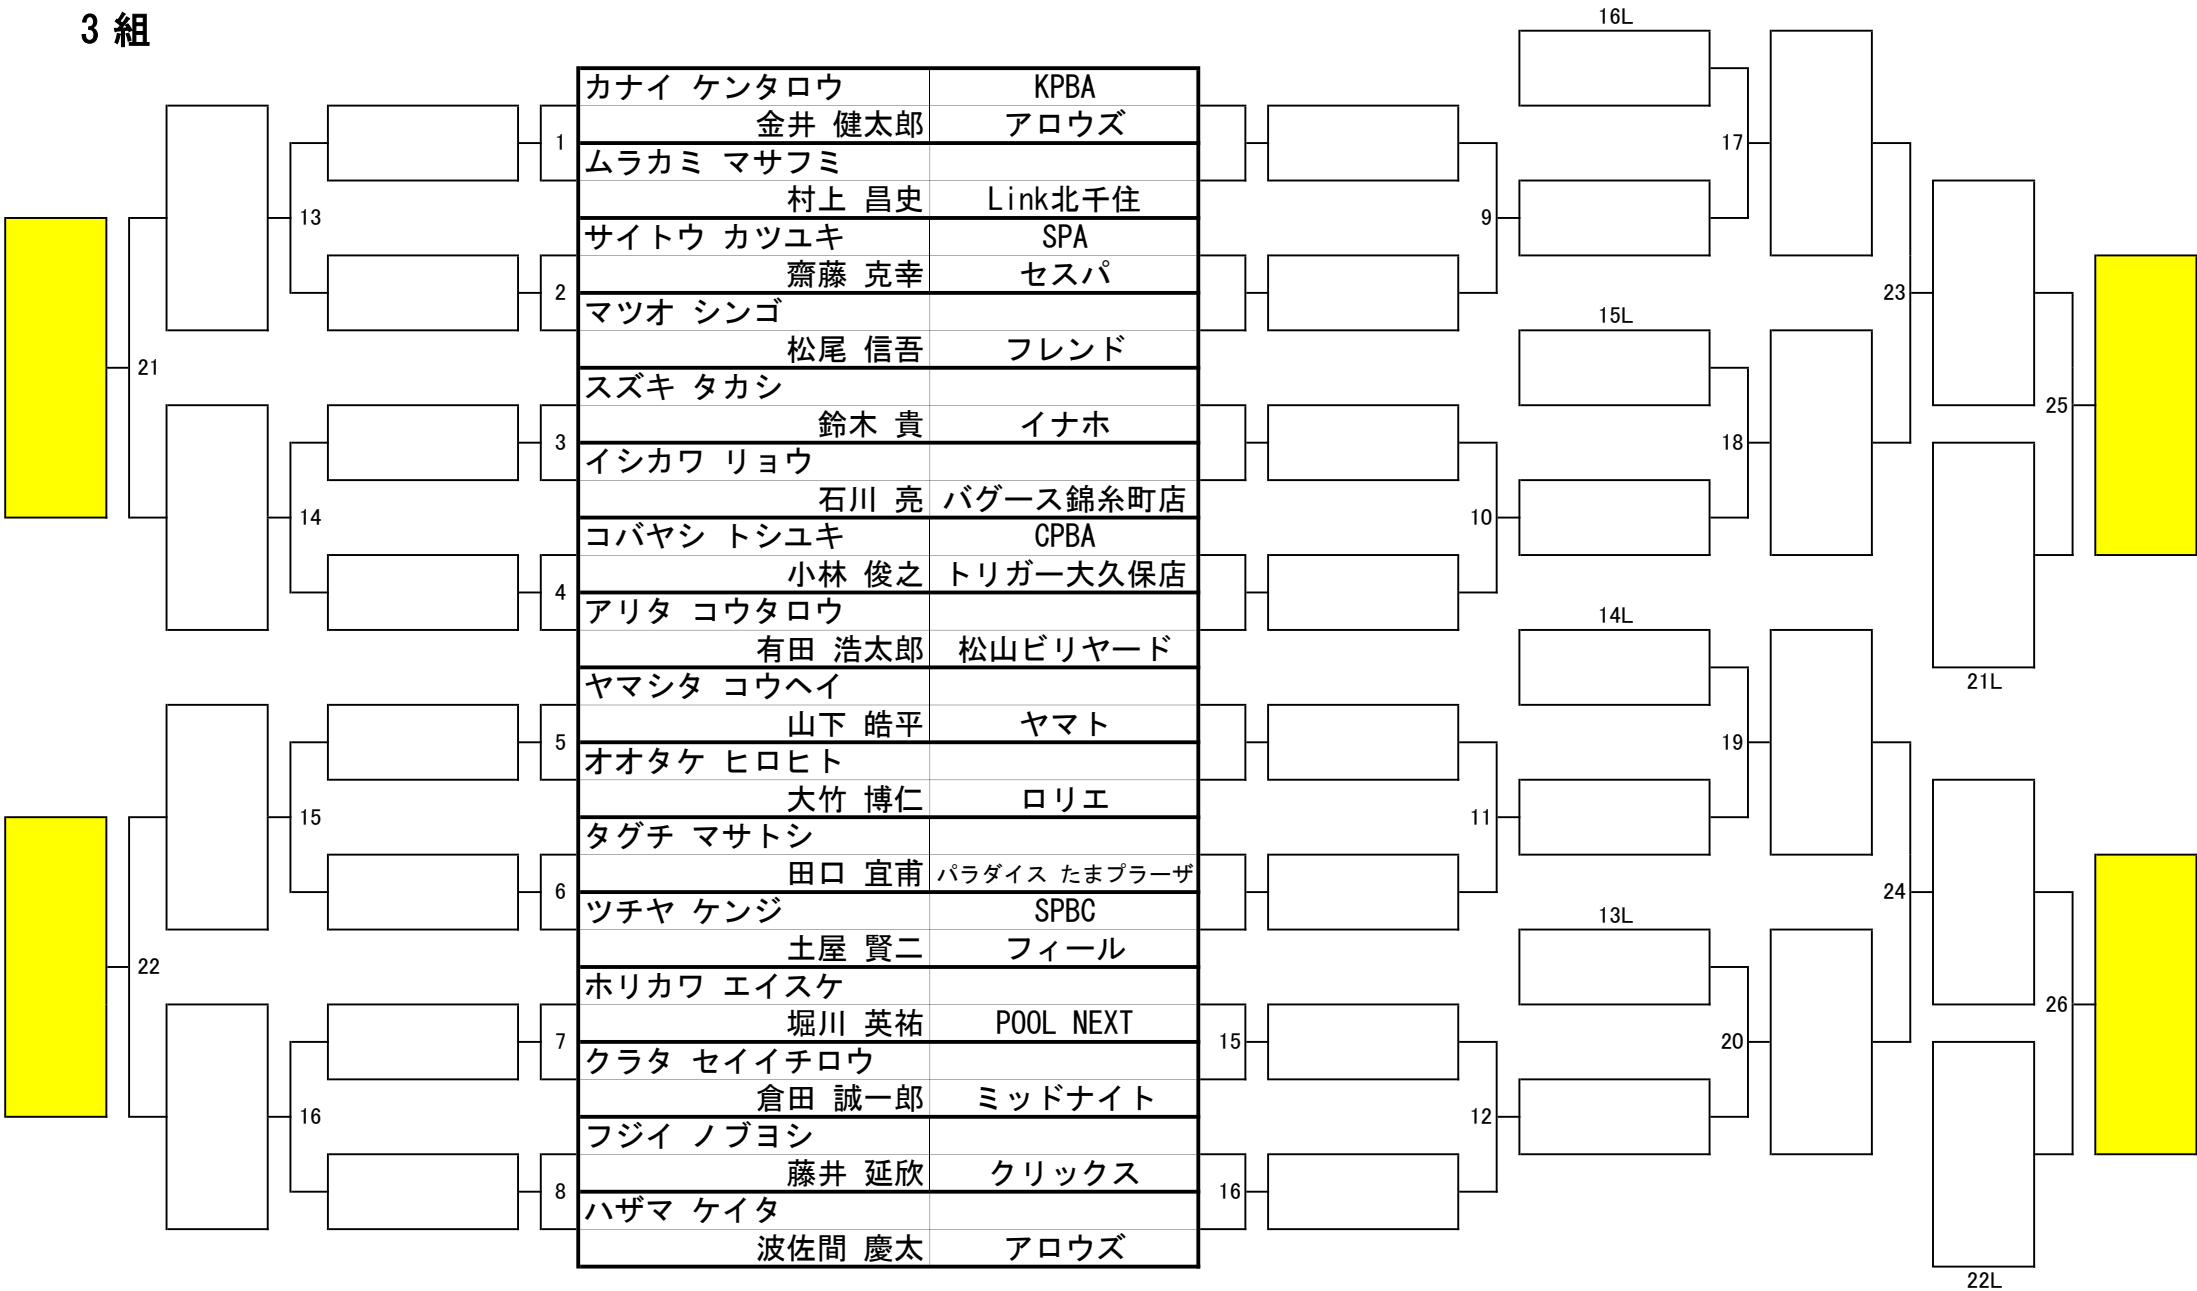 3 組
16L
カナイ ケンタロウ KPBA
金井 健太郎 アロウズ
1
17
ムラカミ マサフミ
村上 昌史 Link北千住
13
9
サイトウ カツユキ SPA
齋藤 克幸 セスパ
2
23
マツオ シンゴ
15L
松尾 信吾 フレンド
21
スズキ タカシ
25
鈴木 貴 イナホ
3
18
イシカワ リョウ
石川 亮 バグース錦糸町店
14
10
コバヤシ トシユキ CPBA
小林 俊之 トリガー大久保店
4
アリタ コウタロウ
14L
有田 浩太郎 松山ビリヤード
21L
ヤマシタ コウヘイ
山下 皓平 ヤマト
5
19
オオタケ ヒロヒト
大竹 博仁 ロリエ
15
11
タグチ マサトシ
田口 宜甫 パラダイス たまプラーザ
6
24
ツチヤ ケンジ SPBC
13L
土屋 賢二 フィール
22
ホリカワ エイスケ
26
堀川 英祐 POOL NEXT
7
15
20
クラタ セイイチロウ
倉田 誠一郎 ミッドナイト
16
12
フジイ ノブヨシ
藤井 延欣 クリックス
8
16
ハザマ ケイタ
波佐間 慶太 アロウズ
22L